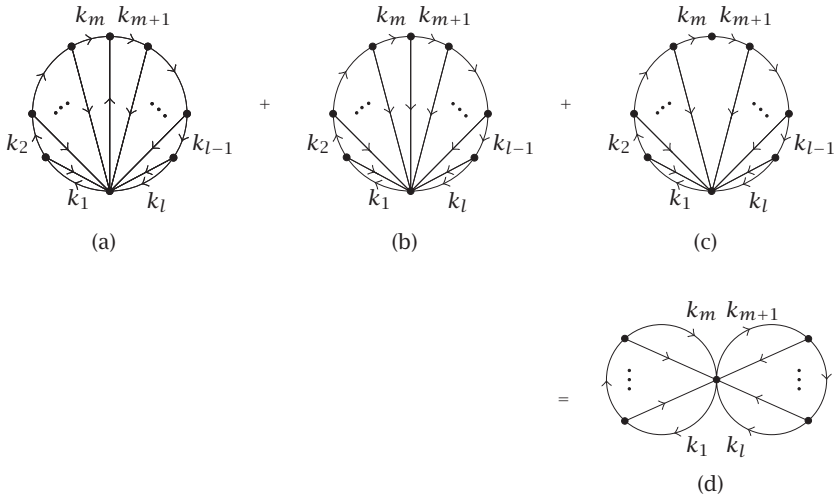 k_m k_{m+1} k_m k_{m+1} k_m k_{m+1}
+ +
k_2 k_{l-1} k_2 k_{l-1} k_2 k_{l-1}
k_1 k_l k_1 k_l k_1 k_l
(a) (b) (c)
k_m k_{m+1}
=
k_1 k_l
(d)